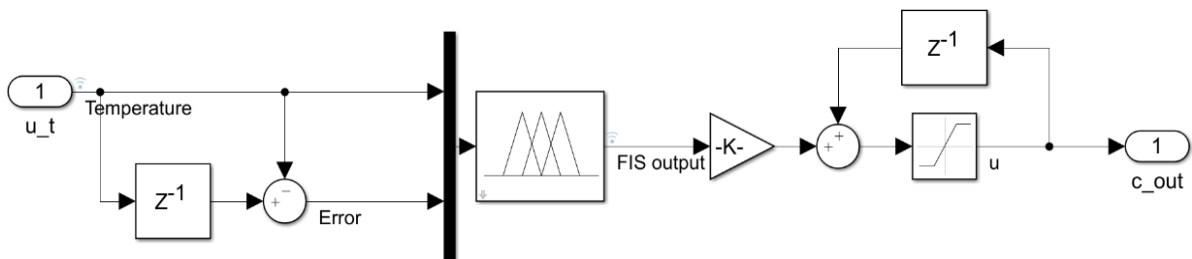 1
u_t
Temperature
Z-1
+ −
Error
FIS output
-K-
+ +
Z-1
u
1
c_out